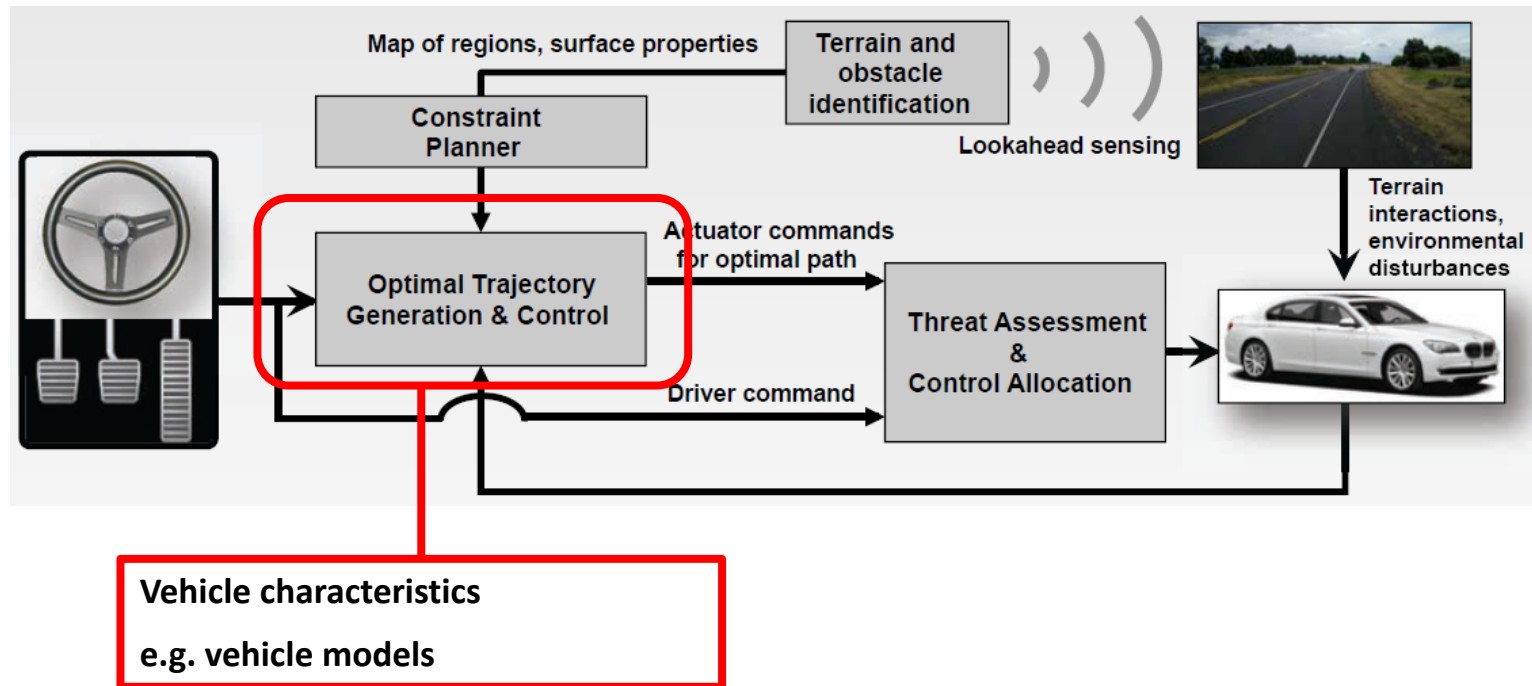 Map of regions, surface properties
Terrain and
obstacle
identification
Lookahead sensing
Constraint
Planner
Terrain
interactions,
environmental
disturbances
Actuator commands
for optimal path
Optimal Trajectory
Generation & Control
Threat Assessment
&
Control Allocation
Driver command
Vehicle characteristics
e.g. vehicle models